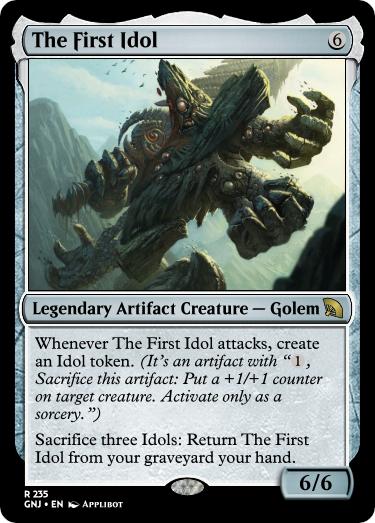 The First Idol
6
Legendary Artifact Creature — Golem
Whenever The First Idol attacks, create
an Idol token. (It's an artifact with “1,
Sacrifice this artifact: Put a +1/+1 counter
on target creature. Activate only as a
sorcery.”)
Sacrifice three Idols: Return The First
Idol from your graveyard your hand.
6/6
R 235
GNJ • EN Applibot